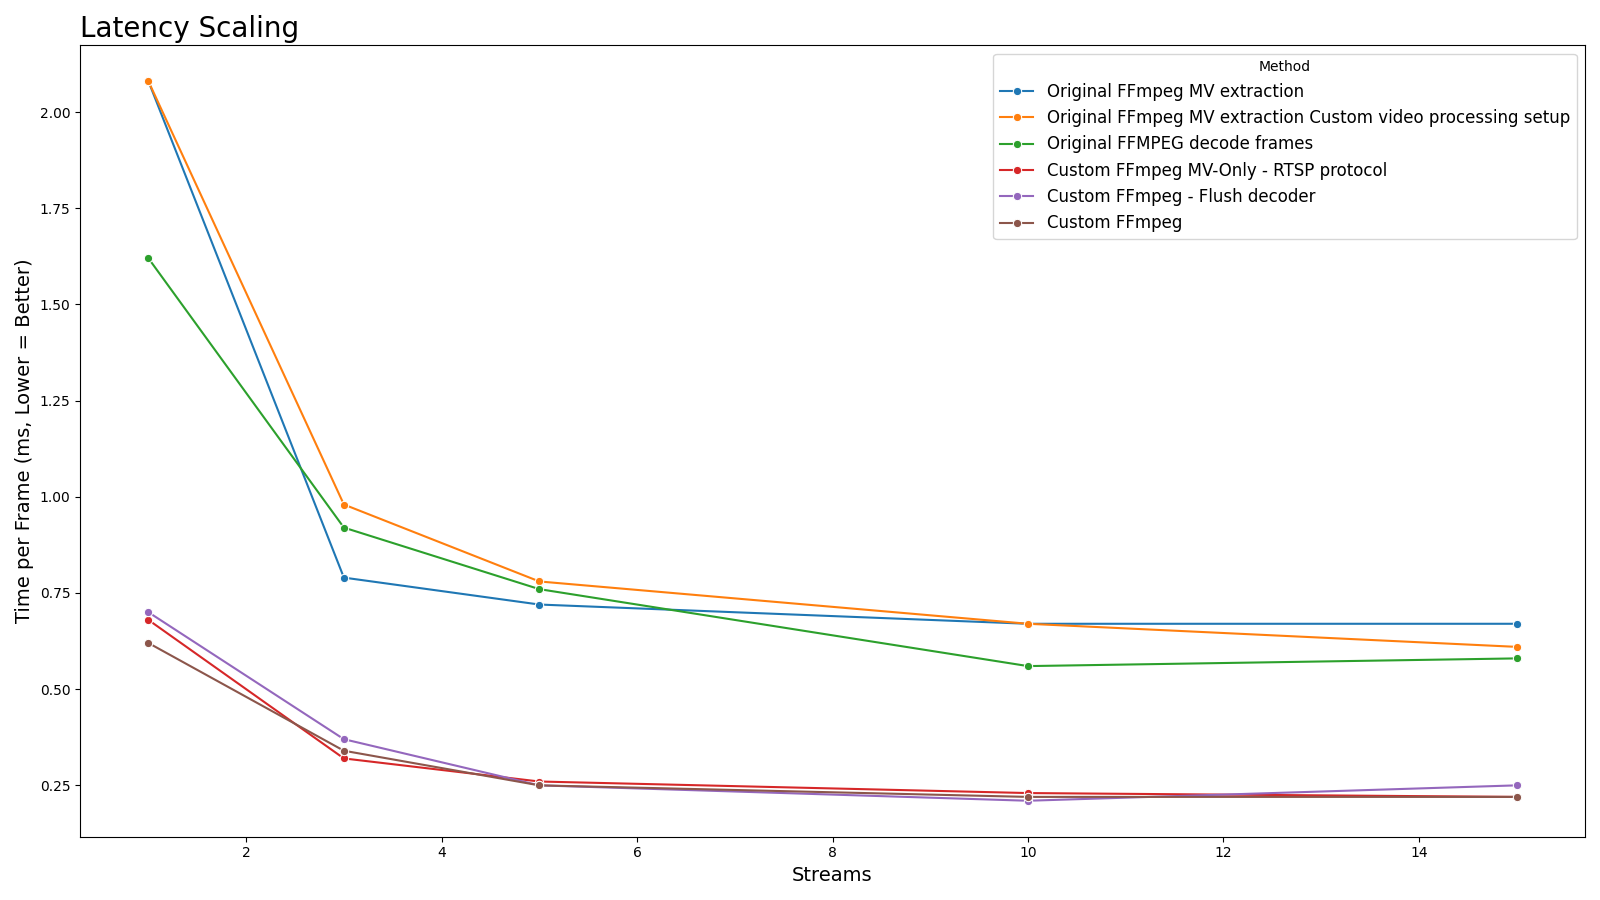 Latency Scaling
Method
Original FFmpeg MV extraction
Original FFmpeg MV extraction Custom video processing setup
Original FFMPEG decode frames
Custom FFmpeg MV-Only - RTSP protocol
Custom FFmpeg - Flush decoder
Custom FFmpeg
Time per Frame (ms, Lower = Better)
2.00
1.75
1.50
1.25
1.00
0.75
0.50
0.25
2 4 6 8 10 12 14
Streams